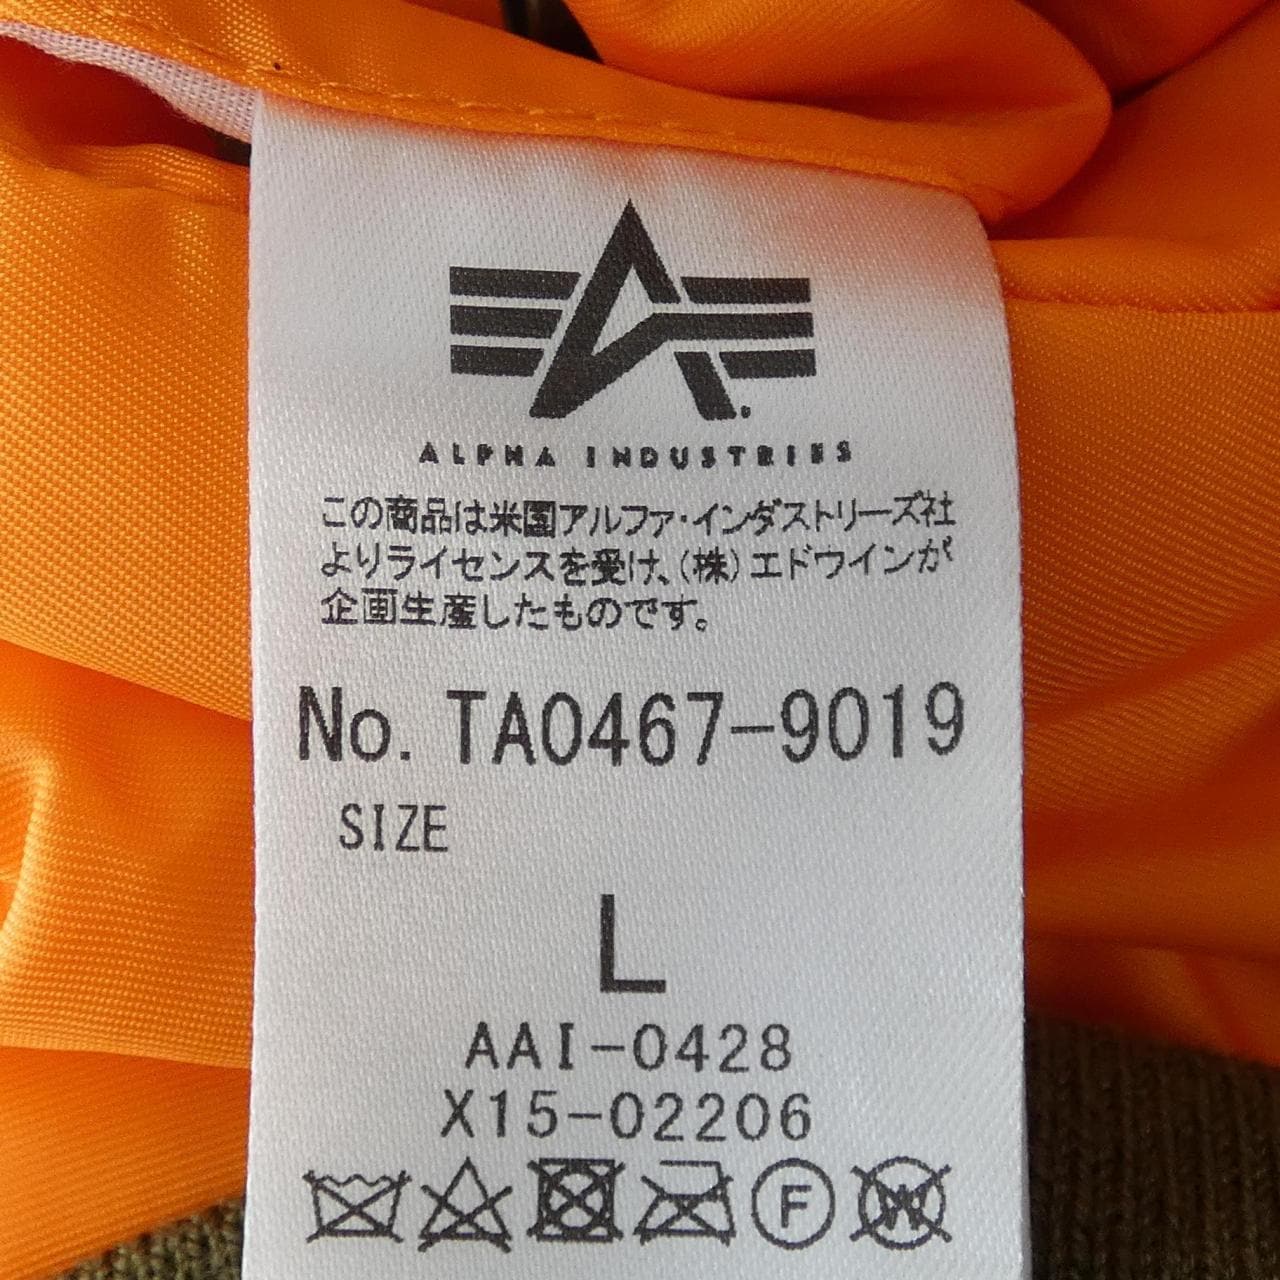 ALPHA INDUSTRIES
この商品は米国アルファ・インダストリーズ社
よりライセンスを受け、(株)エドウインが
企画生産したものです。
No. TA0467-9019
SIZE
L
AAI-0428
X15-02206
F W